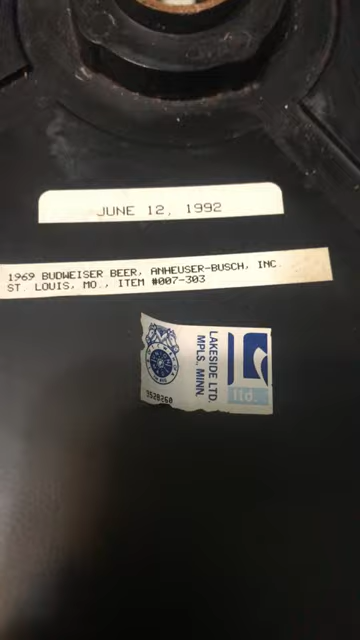 JUNE 12, 1992
1969 BUDWEISER BEER, ANHEUSER-BUSCH, INC.
ST. LOUIS, MO., ITEM #007-303
LAKESIDE LTD.
MPLS., MINN.
ltd.